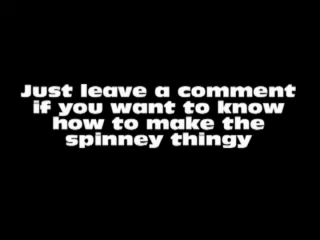 Just leave a comment
if you want to know
how to make the
spinney thingy